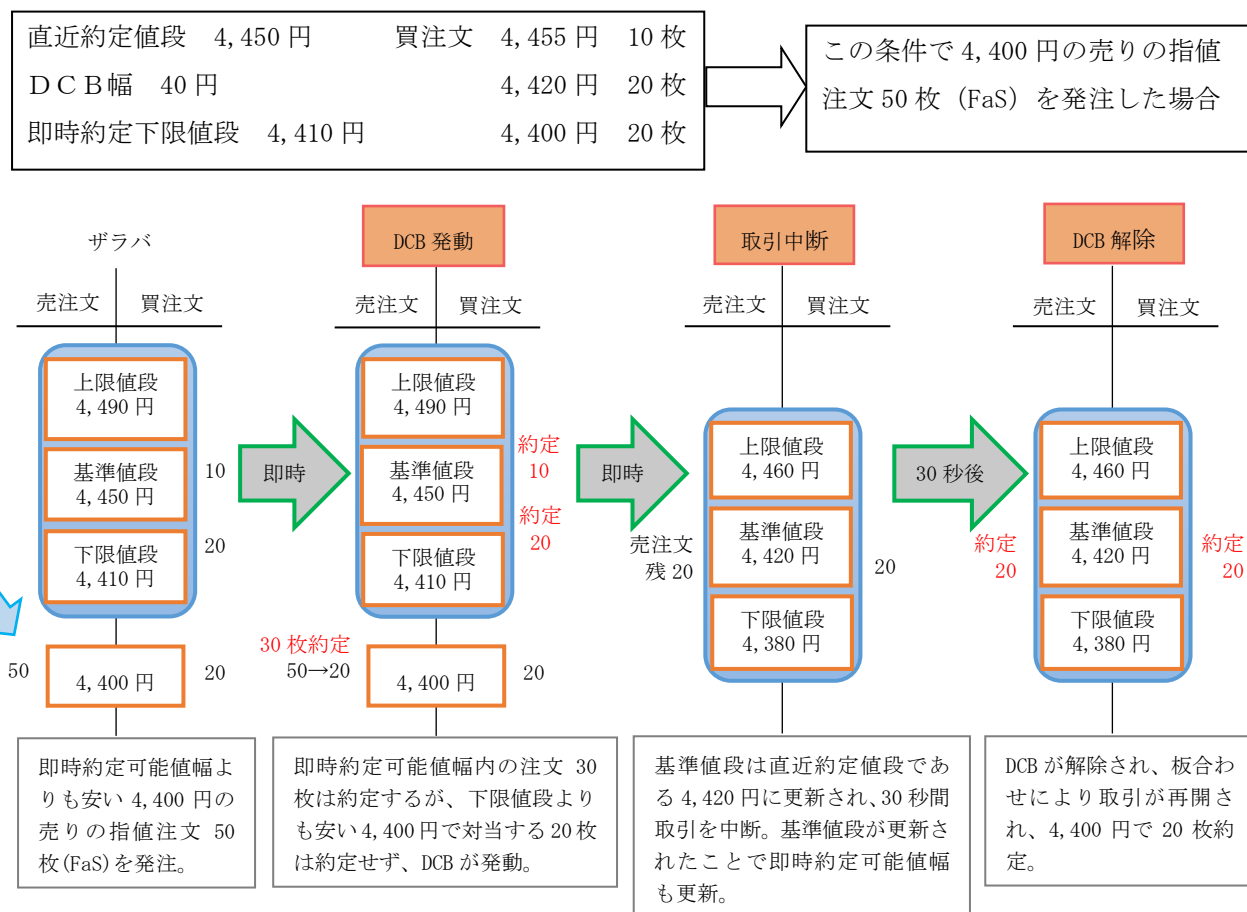 直近約定値段　4,450円　　買注文　4,455円　10枚
ＤＣＢ幅　40円　　4,420円　20枚
即時約定下限値段　4,410円　　4,400円　20枚
この条件で4,400円の売りの指値
注文50枚（FaS）を発注した場合
ザラバ
売注文　買注文
上限値段
4,490円
基準値段
4,450円
10
下限値段
4,410円
20
50
4,400円
20
即時約定可能値幅よ
りも安い4,400円の
売りの指値注文 50
枚(FaS)を発注。
即時
DCB発動
売注文　買注文
上限値段
4,490円
基準値段
4,450円
約定
10
約定
20
下限値段
4,410円
30枚約定
50→20
4,400円
20
即時約定可能値幅内の注文 30
枚は約定するが、下限値段より
も安い4,400円で対当する20枚
は約定せず、DCBが発動。
即時
取引中断
売注文　買注文
上限値段
4,460円
売注文
残20
基準値段
4,420円
20
下限値段
4,380円
基準値段は直近約定値段であ
る4,420円に更新され、30秒間
取引を中断。基準値段が更新さ
れたことで即時約定可能値幅
も更新。
30秒後
DCB解除
売注文　買注文
上限値段
4,460円
約定
20
基準値段
4,420円
約定
20
下限値段
4,380円
DCBが解除され、板合わ
せにより取引が再開さ
れ、4,400円で20枚約
定。